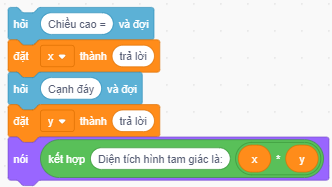 hỏi Chiều cao = và đợi
đặt x thành trả lời
hỏi Cạnh đáy và đợi
đặt y thành trả lời
nói kết hợp Diện tích hình tam giác là: x * y